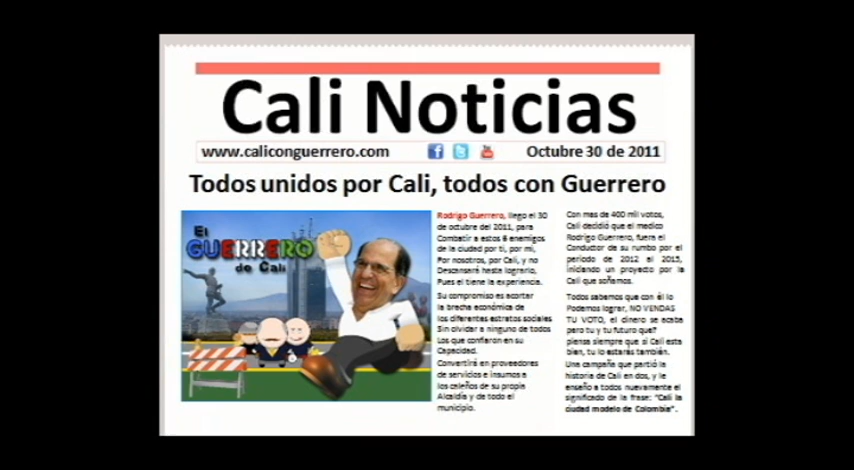 Cali Noticias
www.caliconguerrero.com
Octubre 30 de 2011
Todos unidos por Cali, todos con Guerrero
El
GUERRERO
de Cali
Rodrigo Guerrero, llego el 30
de octubre del 2011, para
Combatir a estos 6 enemigos
de la ciudad por ti, por mi,
Por nosotros, por Cali, y no
Descansará hasta lograrlo,
Pues el tiene la experiencia.
Su compromiso es acortar
la brecha económica de
los diferentes estratos sociales
Sin olvidar a ninguno de todos
Los que confiaron en su
Capacidad.
Convertirá en proveedores
de servicios e insumos a
los caleños de su propia
Alcaldía y de todo el
municipio.
Con mas de 400 mil votos,
Cali decidió que el medico
Rodrigo Guerrero, fuera el
Conductor de su rumbo por el
periodo de 2012 al 2015,
iniciando un proyecto por la
Cali que soñamos.
Todos sabemos que con él lo
Podemos lograr, NO VENDAS
TU VOTO, el dinero se acaba
pero tu y tu futuro que?
piensa siempre que si Cali esta
bien, tu lo estarás también.
Una campaña que partió la
historia de Cali en dos, y le
enseño a todos nuevamente el
significado de la frase: "Cali la
ciudad modelo de Colombia".